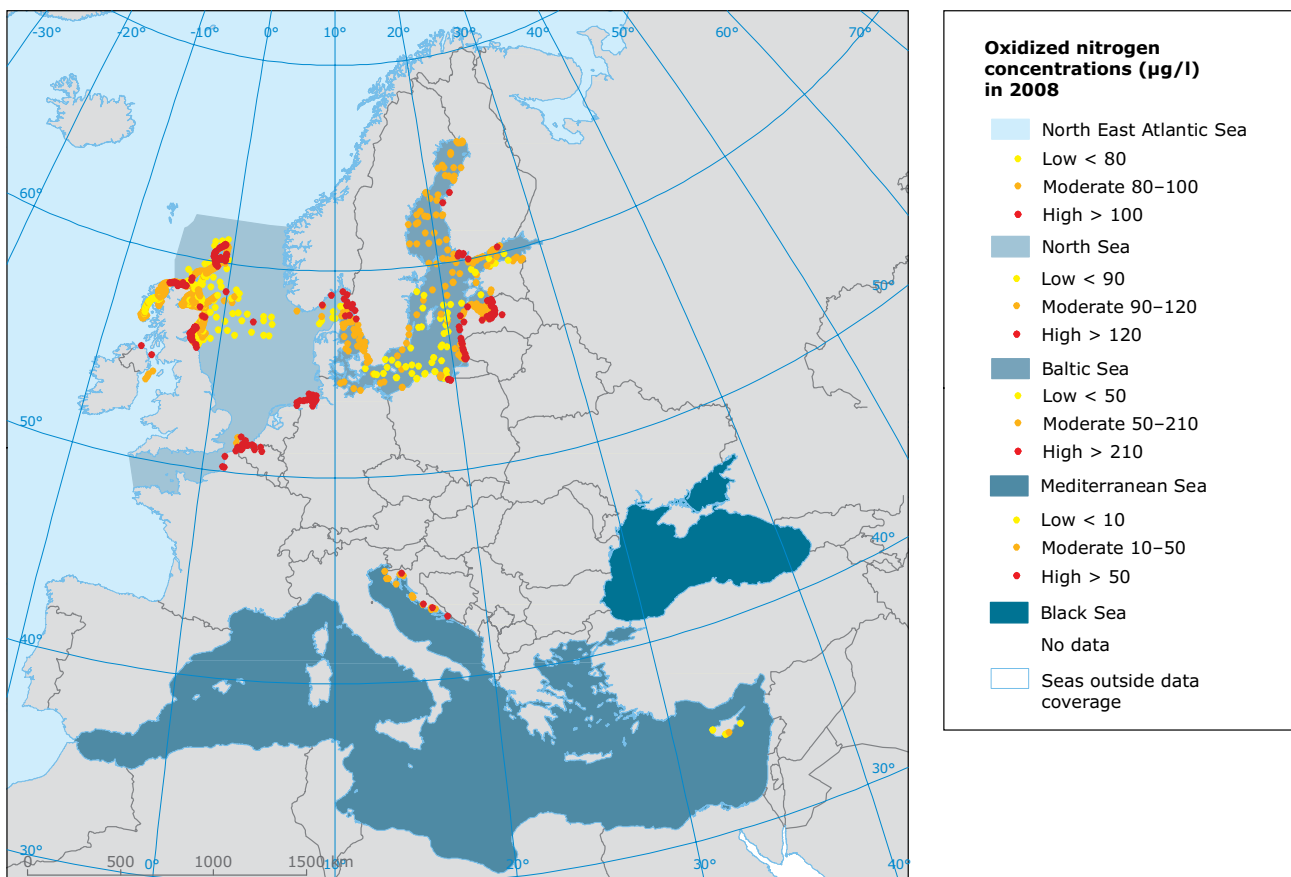 -30°
-20°
-10°
0°
10°
20°
30°
40°
50°
60°
70°
60°
50°
50°
40°
40°
30°
30°
0
500
1000
1500 km
0°
10°
20°
30°
40°
Oxidized nitrogen
concentrations (µg/l)
in 2008
North East Atlantic Sea
Low < 80
Moderate 80–100
High > 100
North Sea
Low < 90
Moderate 90–120
High > 120
Baltic Sea
Low < 50
Moderate 50–210
High > 210
Mediterranean Sea
Low < 10
Moderate 10–50
High > 50
Black Sea
No data
Seas outside data
coverage